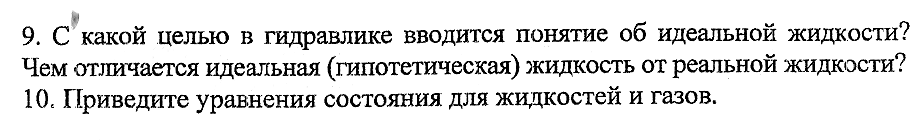 9. С какой целью в гидравлике вводится понятие об идеальной жидкости?
Чем отличается идеальная (гипотетическая) жидкость от реальной жидкости?
10. Приведите уравнения состояния для жидкостей и газов.